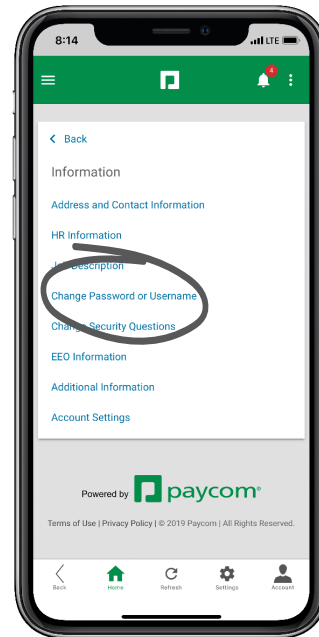 8:14
LTE
4
Back
Information
Address and Contact Information
HR Information
Job Description
Change Password or Username
Change Security Questions
EEO Information
Additional Information
Account Settings
Powered by paycom®
Terms of Use | Privacy Policy | © 2019 Paycom | All Rights Reserved.
Back Home Refresh Settings Account